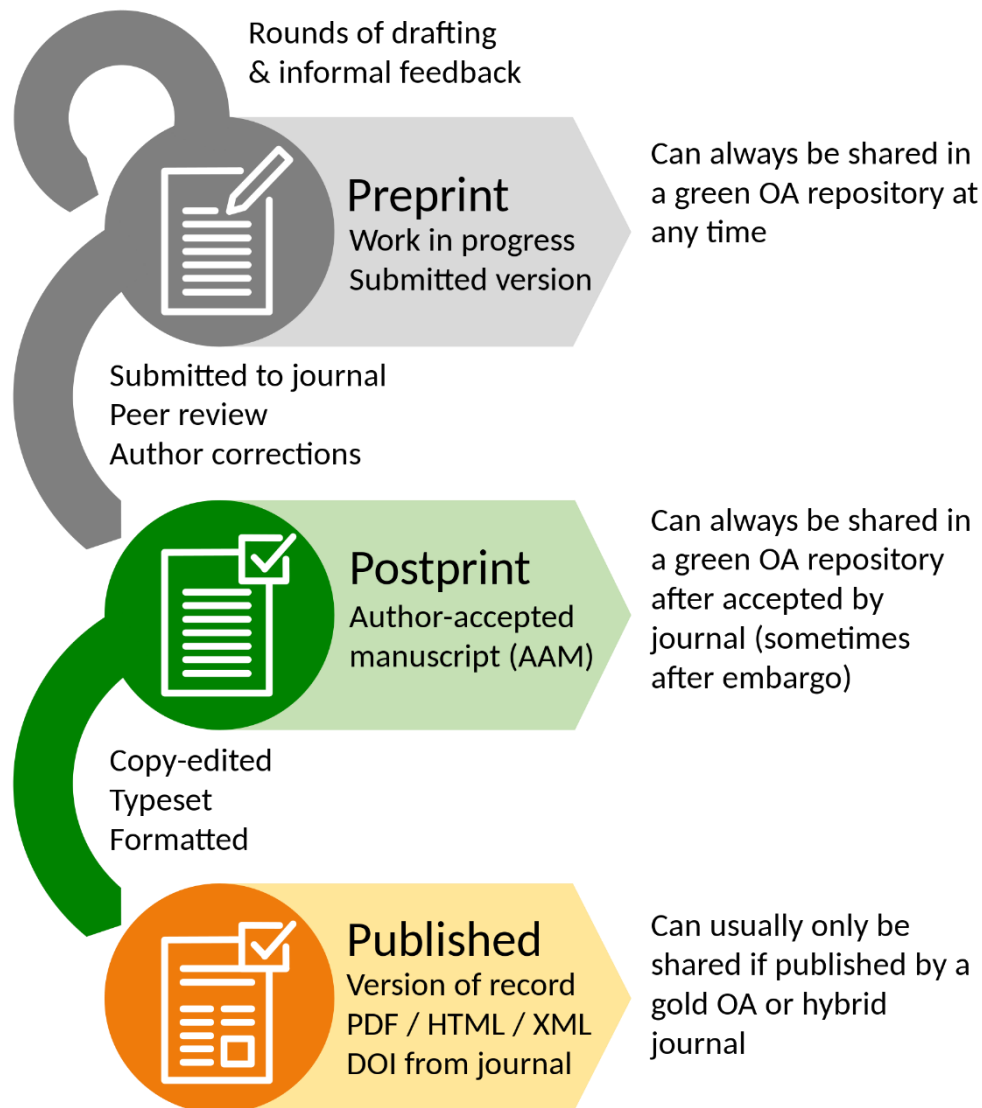 Rounds of drafting
& informal feedback
Preprint
Work in progress
Submitted version
Can always be shared in
a green OA repository at
any time
Submitted to journal
Peer review
Author corrections
Postprint
Author-accepted
manuscript (AAM)
Can always be shared in
a green OA repository
after accepted by
journal (sometimes
after embargo)
Copy-edited
Typeset
Formatted
Published
Version of record
PDF / HTML / XML
DOI from journal
Can usually only be
shared if published by a
gold OA or hybrid
journal